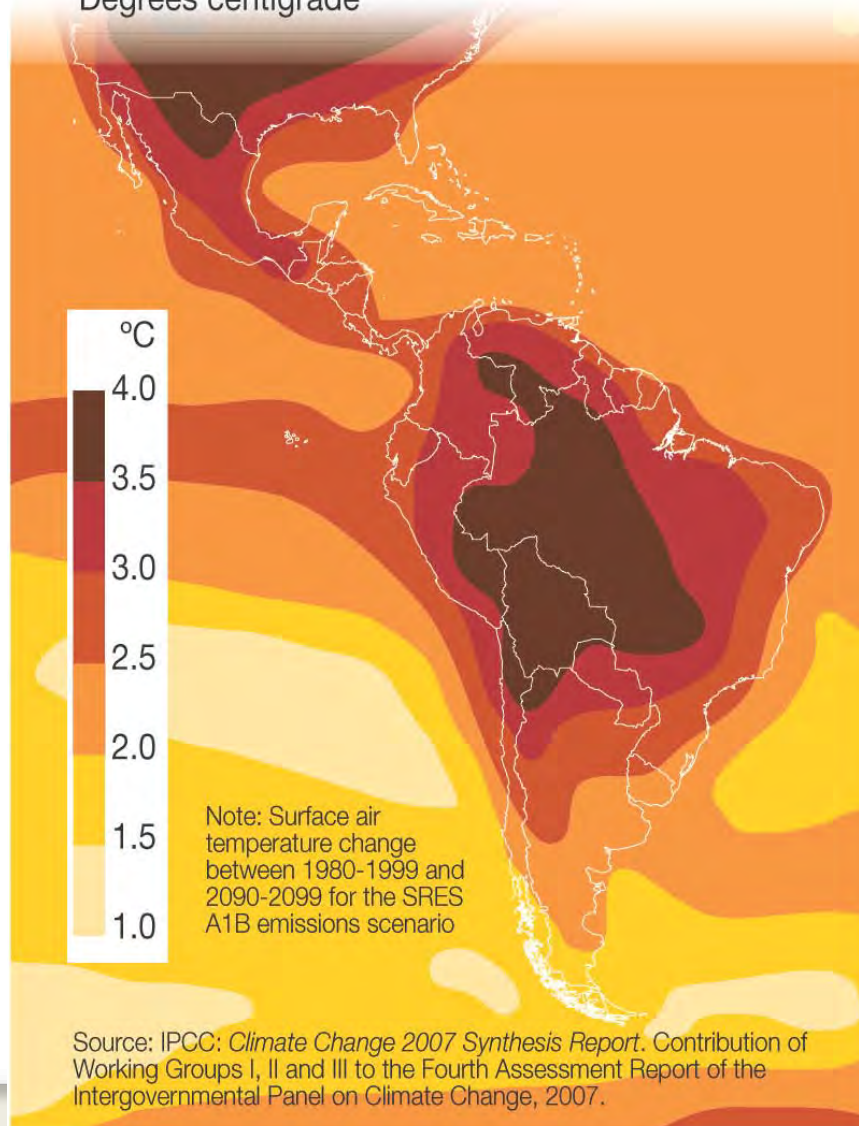 Degrees centigrade
ºC
4.0
3.5
3.0
2.5
2.0
1.5
1.0
Note: Surface air
temperature change
between 1980-1999 and
2090-2099 for the SRES
A1B emissions scenario
Source: IPCC: Climate Change 2007 Synthesis Report. Contribution of
Working Groups I, II and III to the Fourth Assessment Report of the
Intergovernmental Panel on Climate Change, 2007.